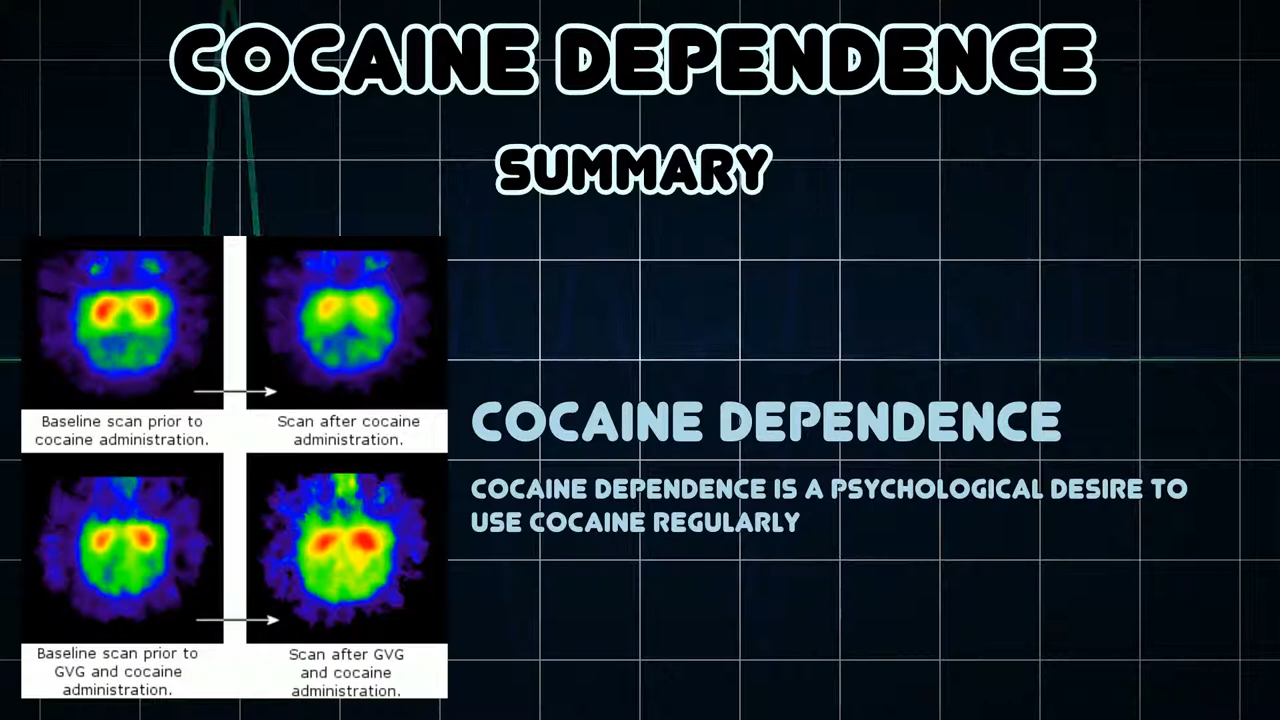 COCAINE DEPENDENCE
SUMMARY
Baseline scan prior to
cocaine administration.
Scan after cocaine
administration.
COCAINE DEPENDENCE
COCAINE DEPENDENCE IS A PSYCHOLOGICAL DESIRE TO
USE COCAINE REGULARLY
Baseline scan prior to
GVG and cocaine
administration.
Scan after GVG
and cocaine
administration.